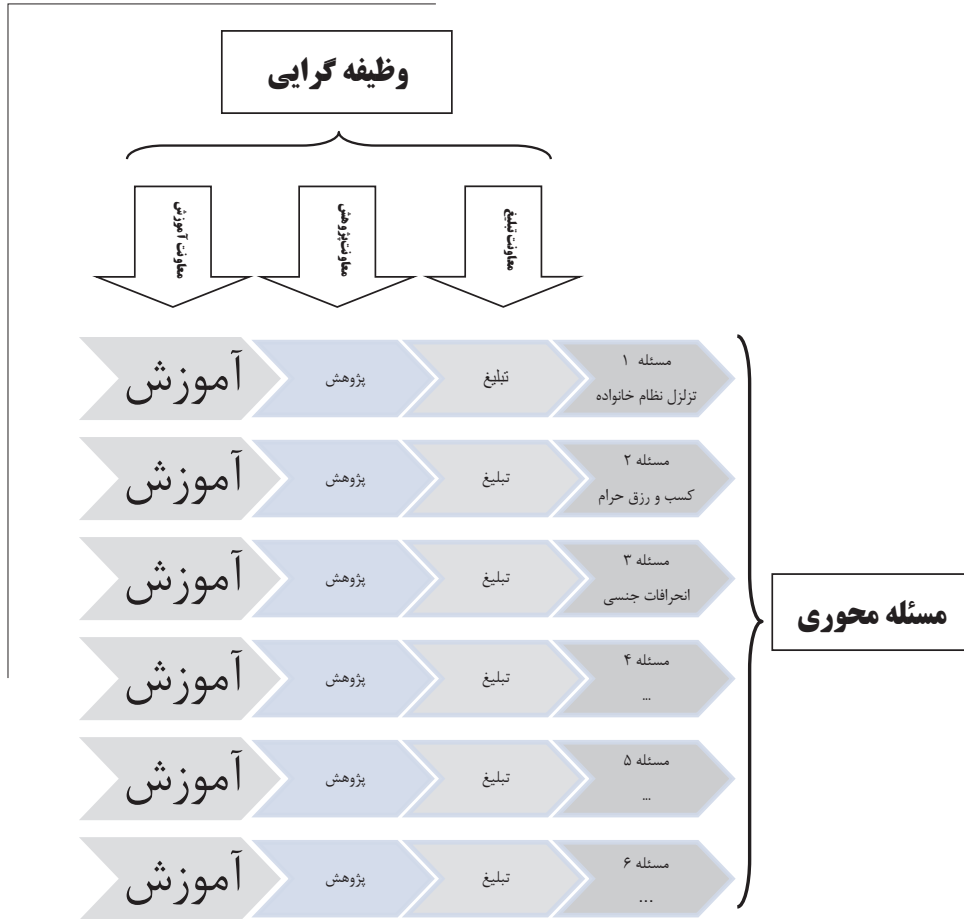 وظیفه گرایی
معاونت تبلیغ
معاونت پژوهش
معاونت آموزش
مسئله ۱
تزلزل نظام خانواده
تبلیغ
پژوهش
آموزش
مسئله ۲
کسب و رزق حرام
تبلیغ
پژوهش
آموزش
مسئله ۳
انحرافات جنسی
تبلیغ
پژوهش
آموزش
مسئله ۴
...
تبلیغ
پژوهش
آموزش
مسئله ۵
...
تبلیغ
پژوهش
آموزش
مسئله ۶
...
تبلیغ
پژوهش
آموزش
مسئله محوری